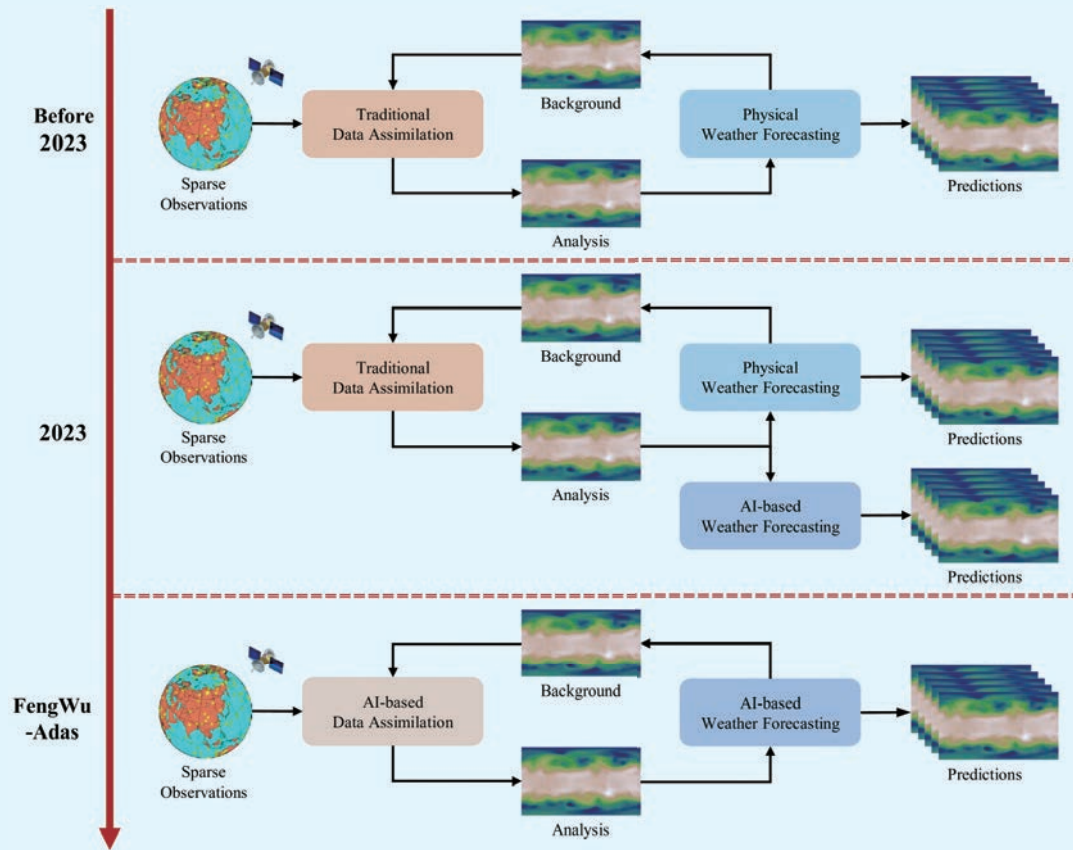 Before
2023
Sparse
Observations
Traditional
Data Assimilation
Background
Analysis
Physical
Weather Forecasting
Predictions
2023
Sparse
Observations
Traditional
Data Assimilation
Background
Analysis
Physical
Weather Forecasting
Predictions
AI-based
Weather Forecasting
Predictions
FengWu
-Adas
Sparse
Observations
AI-based
Data Assimilation
Background
Analysis
AI-based
Weather Forecasting
Predictions